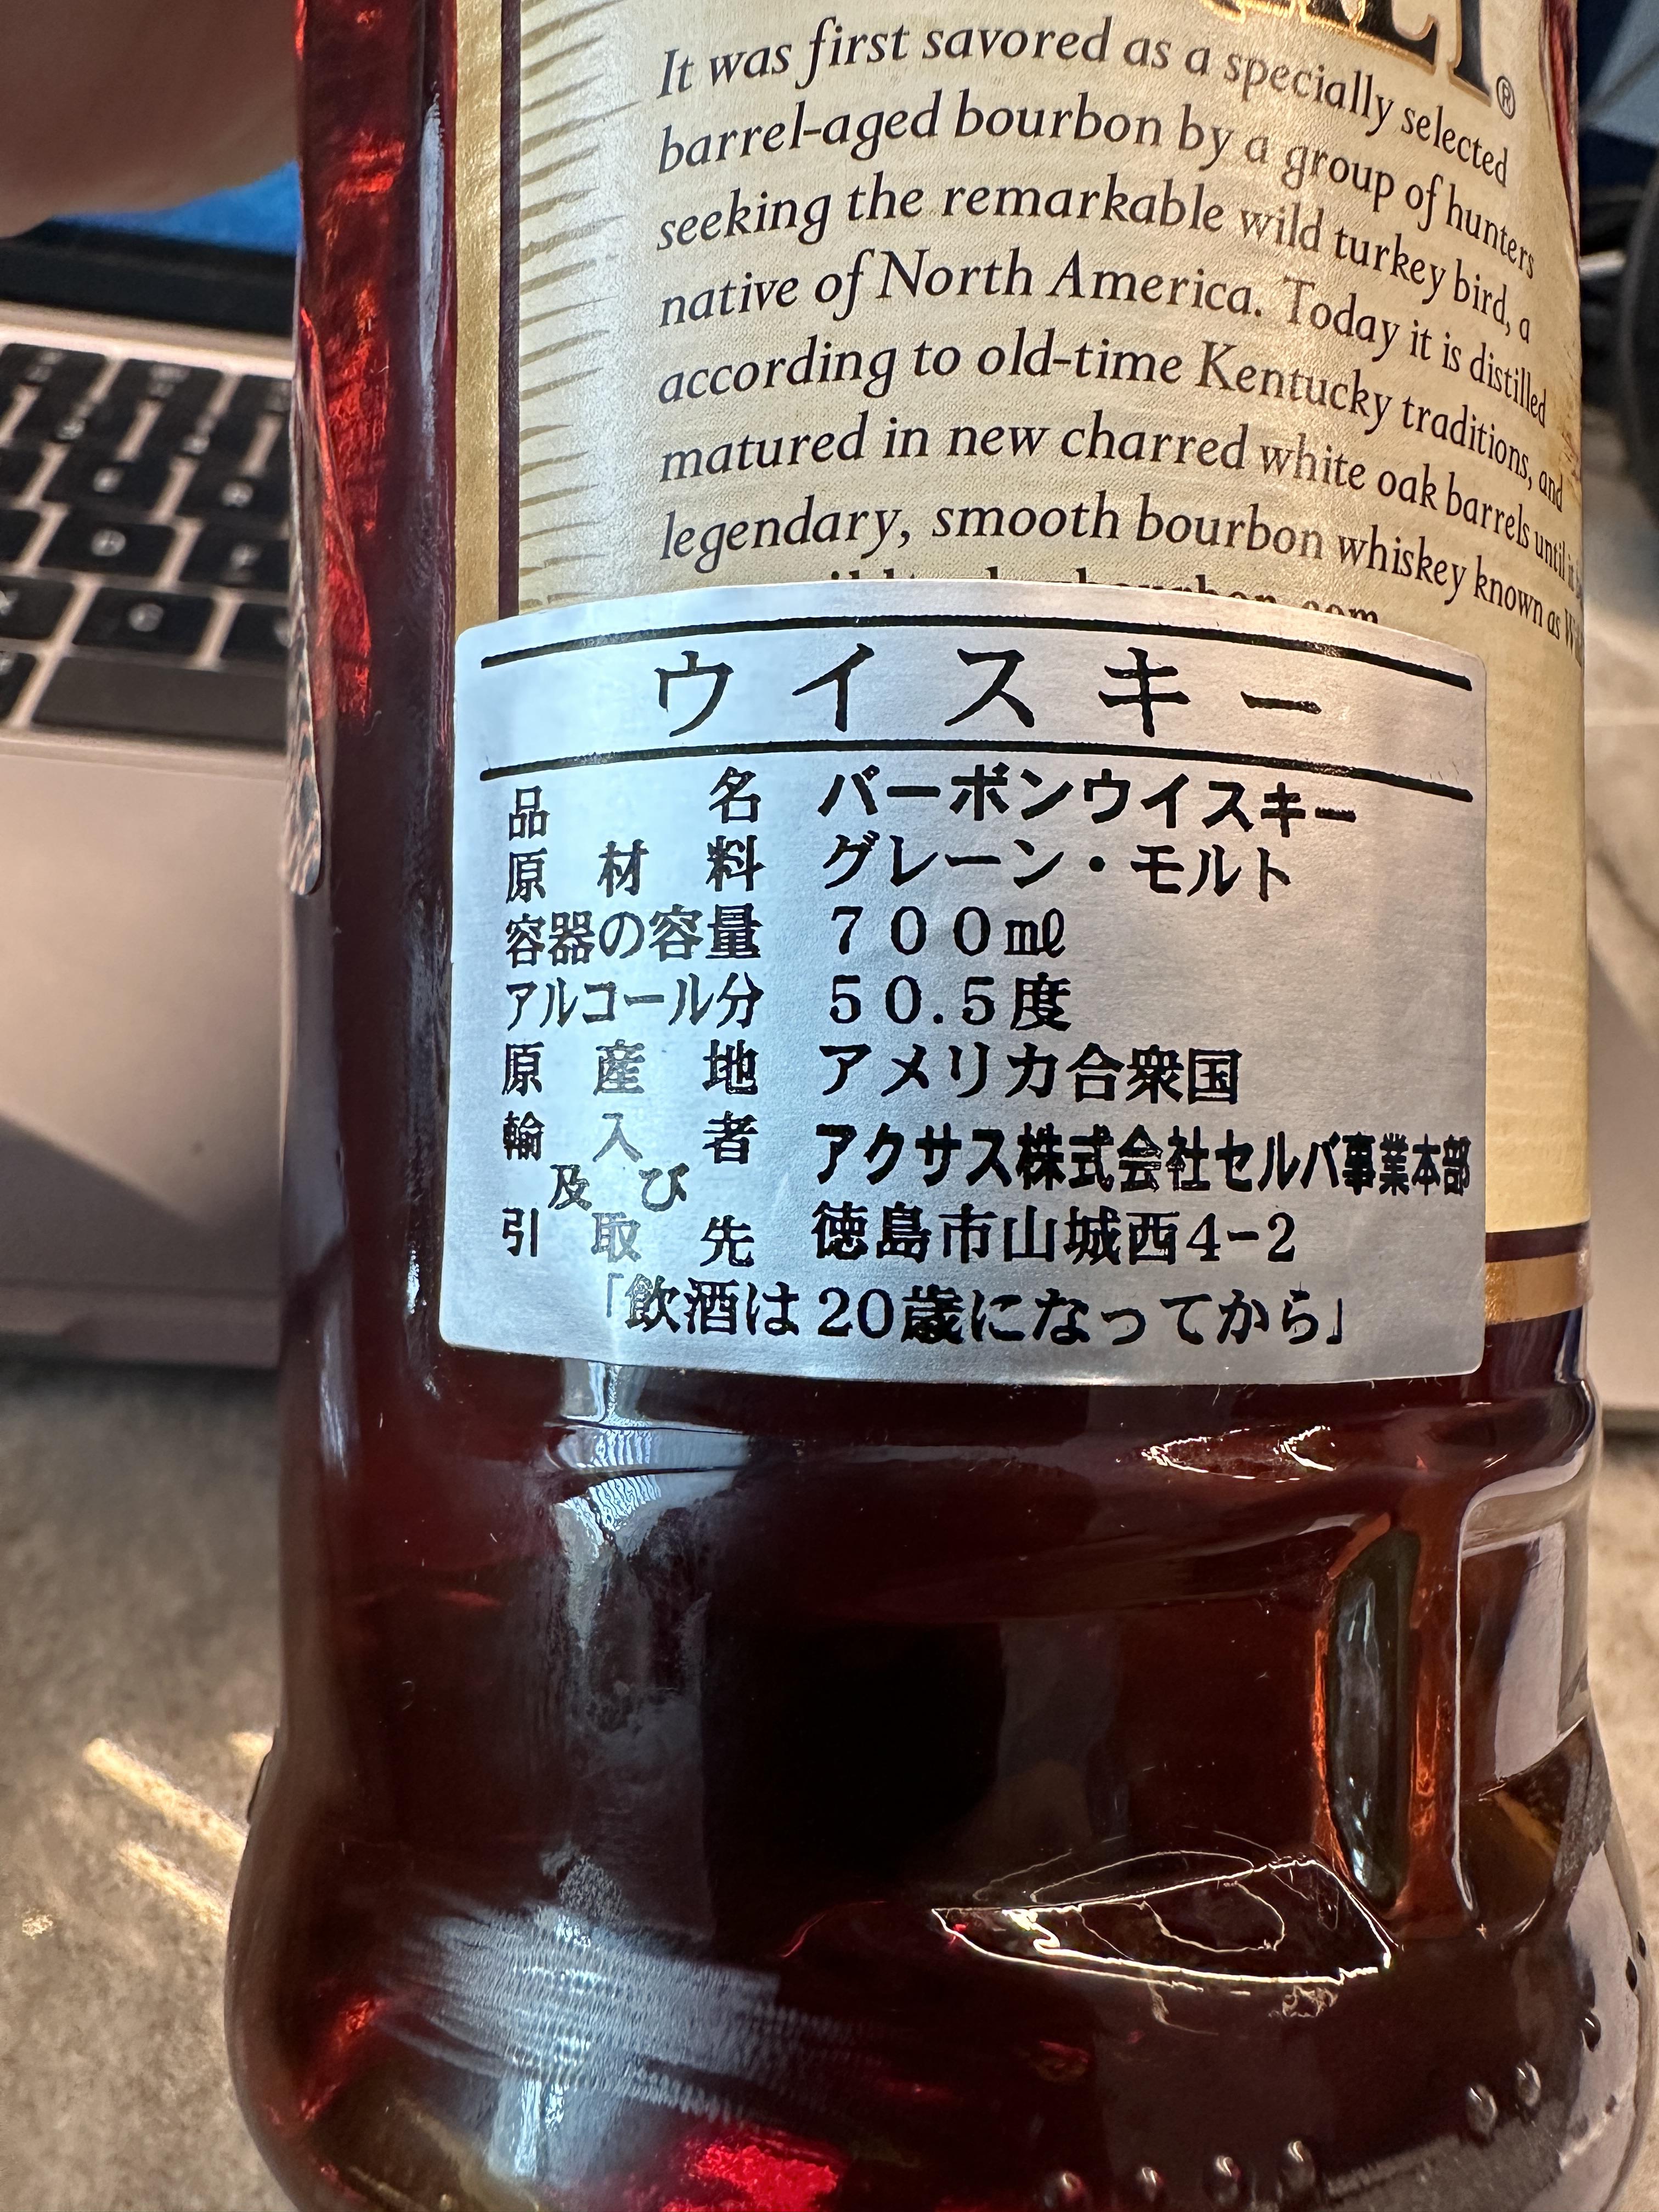 It was first savored as a specially selected
barrel-aged bourbon by a group of hunters
seeking the remarkable wild turkey bird, a
native of North America. Today it is distilled
according to old-time Kentucky traditions, and
matured in new charred white oak barrels until it
legendary, smooth bourbon whiskey known as
ウイスキー
品名 バーボンウイスキー
原材料 グレーン・モルト
容器の容量 700㎖
アルコール分 50.5度
原産地 アメリカ合衆国
輸入者 アクサス株式会社セルバ事業本部
及び
引取先 徳島市山城西4-2
「飲酒は20歳になってから」